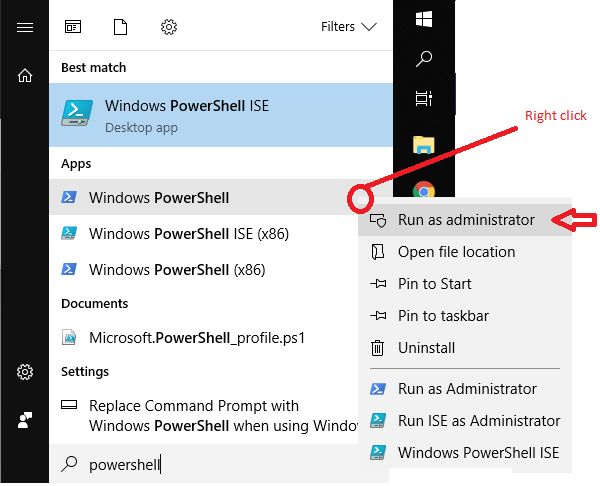 Filters
Best match
Windows PowerShell ISE
Desktop app
Apps
Windows PowerShell
Windows PowerShell ISE (x86)
Windows PowerShell (x86)
Documents
Microsoft.PowerShell_profile.ps1
Settings
Replace Command Prompt with
Windows PowerShell when using Windo
powershell
Right click
Run as administrator
Open file location
Pin to Start
Pin to taskbar
Uninstall
Run as Administrator
Run ISE as Administrator
Windows PowerShell ISE